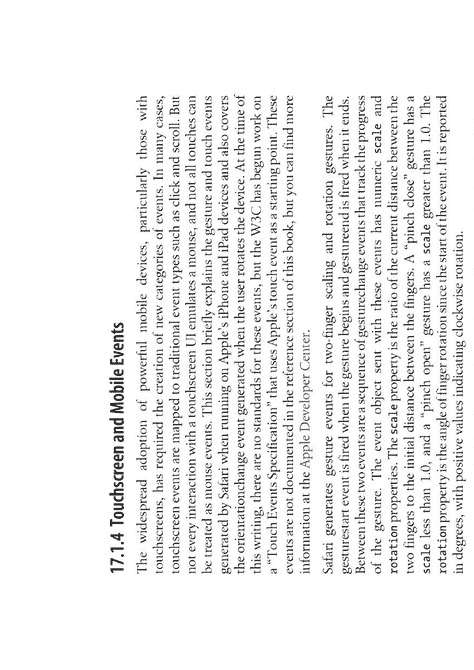 17.1.4 Touchscreen and Mobile Events
The widespread adoption of powerful mobile devices, particularly those with
touchscreens, has required the creation of new categories of events. In many cases,
touchscreen events are mapped to traditional event types such as click and scroll. But
not every interaction with a touchscreen UI emulates a mouse, and not all touches can
be treated as mouse events. This section briefly explains the gesture and touch events
generated by Safari when running on Apple's iPhone and iPad devices and also covers
the orientationchange event generated when the user rotates the device. At the time of
this writing, there are no standards for these events, but the W3C has begun work on
a “Touch Events Specification” that uses Apple's touch event as a starting point. These
events are not documented in the reference section of this book, but you can find more
information at the Apple Developer Center.
Safari generates gesture events for two-finger scaling and rotation gestures. The
gesturestart event is fired when the gesture begins and gestureend is fired when it ends.
Between these two events are a sequence of gesturechange events that track the progress
of the gesture. The event object sent with these events has numeric scale and
rotation properties. The scale property is the ratio of the current distance between the
two fingers to the initial distance between the fingers. A “pinch close” gesture has a
scale less than 1.0, and a “pinch open” gesture has a scale greater than 1.0. The
rotation property is the angle of finger rotation since the start of the event. It is reported
in degrees, with positive values indicating clockwise rotation.